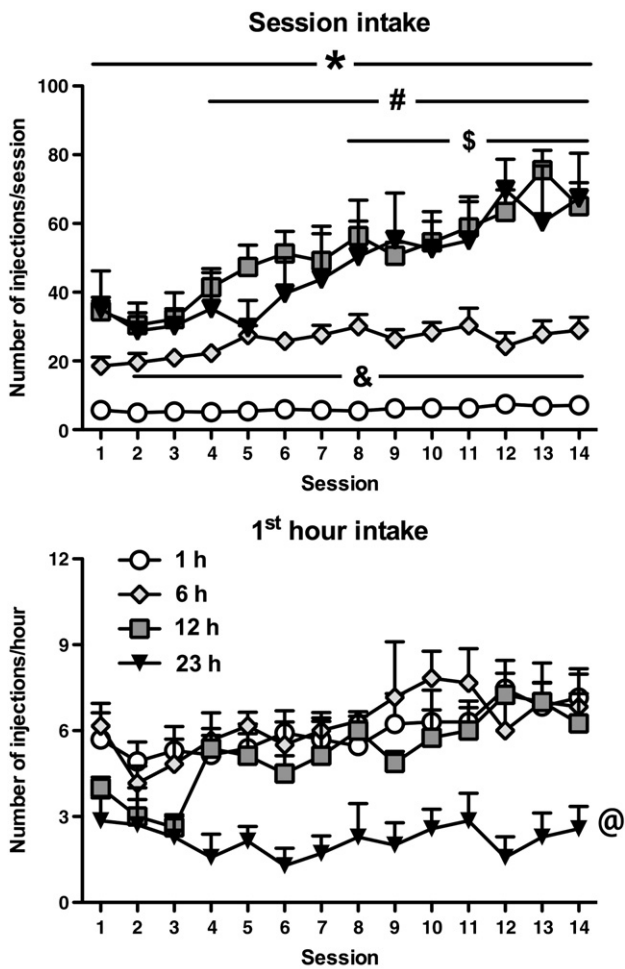 Session intake
*
#
$
&
100
80
60
40
20
0
Number of injections/session
1 2 3 4 5 6 7 8 9 10 11 12 13 14
Session
1st hour intake
1 h
6 h
12 h
23 h
12
9
6
3
0
Number of injections/hour
@
1 2 3 4 5 6 7 8 9 10 11 12 13 14
Session